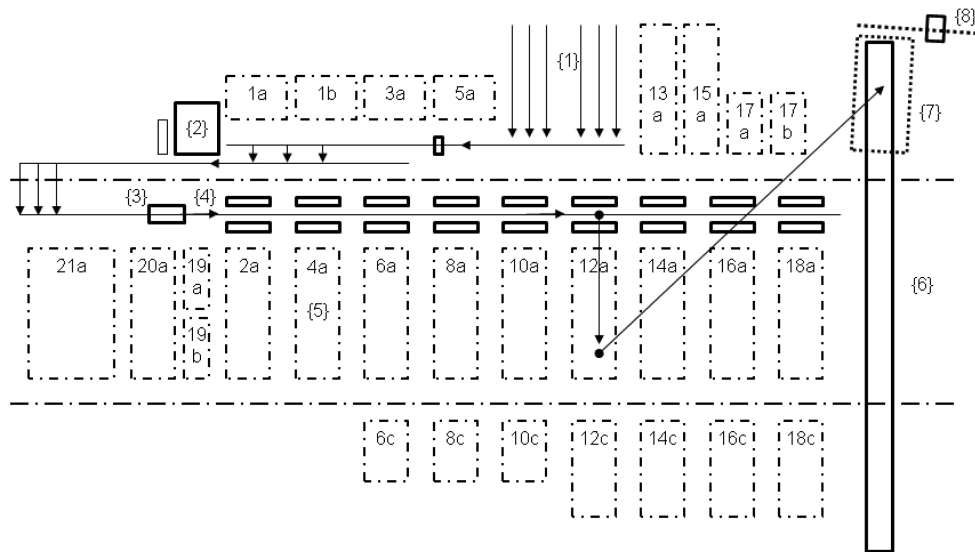 {8}
{1}
1a 1b 3a 5a 13 15
a a
{2} 17 17 {7}
a b
{3} {4}
21a 20a 19 2a 4a 6a 8a 10a 12a 14a 16a 18a
a
{5} {6}
19
b
6c 8c 10c 12c 14c 16c 18c